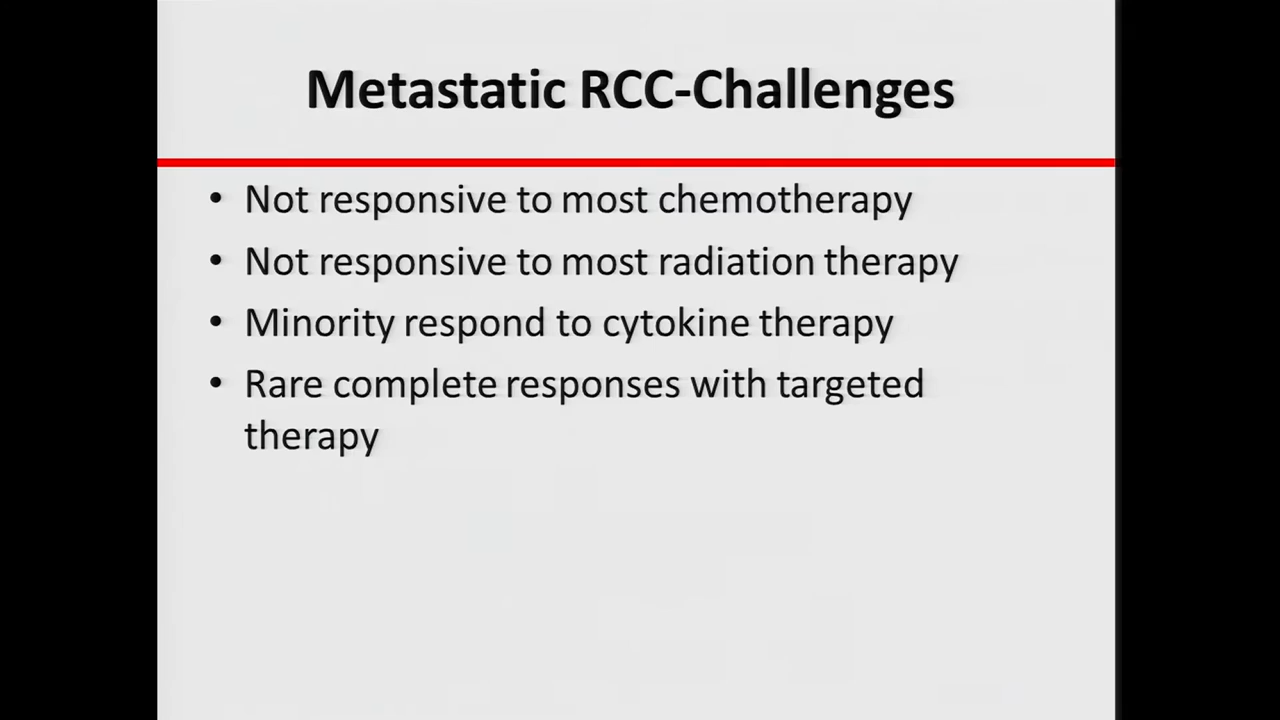 Metastatic RCC-Challenges
• Not responsive to most chemotherapy
• Not responsive to most radiation therapy
• Minority respond to cytokine therapy
• Rare complete responses with targeted
therapy